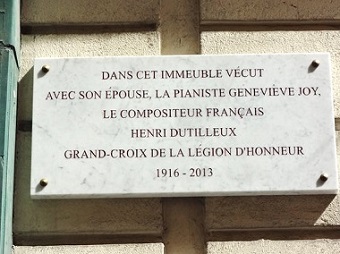 DANS CET IMMEUBLE VÉCUT
AVEC SON ÉPOUSE, LA PIANISTE GENEVIÈVE JOY,
LE COMPOSITEUR FRANÇAIS
HENRI DUTILLEUX
GRAND-CROIX DE LA LÉGION D'HONNEUR
1916 - 2013